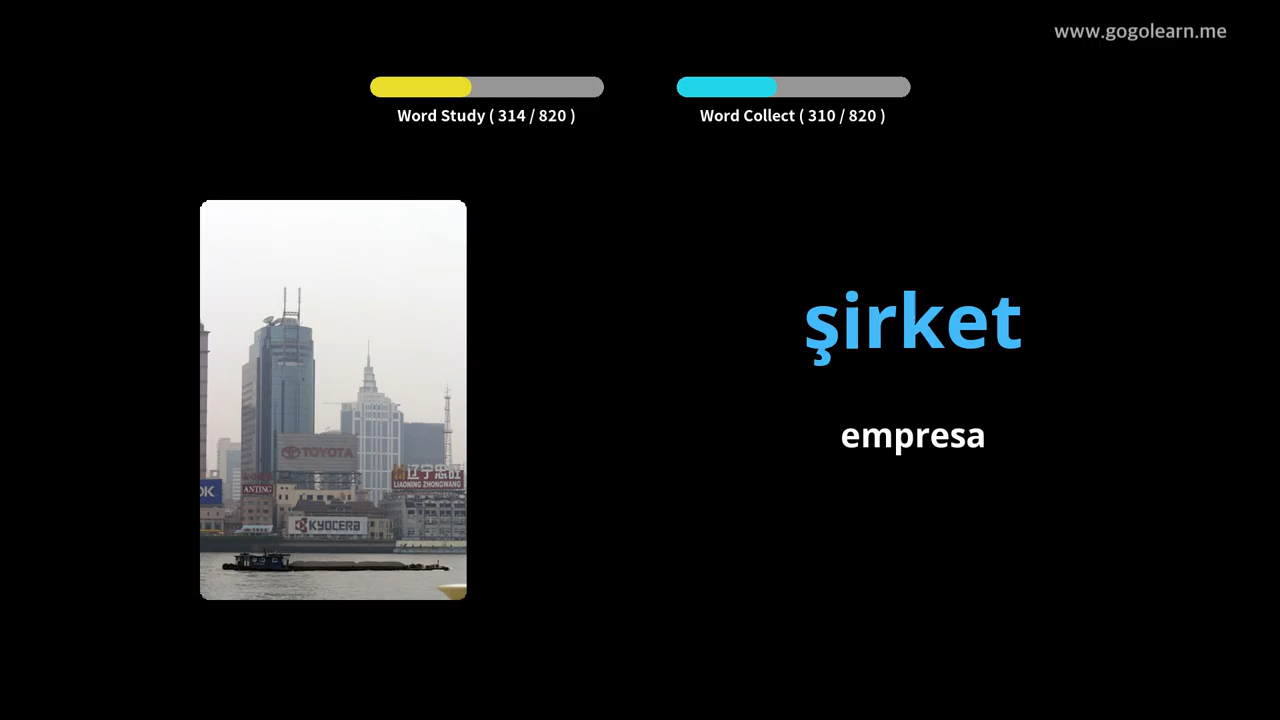 www.gogolearn.me
Word Study ( 314 / 820 )
Word Collect ( 310 / 820 )
şirket
empresa
TOYOTA
辽宁忠旺
LIAONING ZHONGWANG
OK
ANTING
KYOCERA